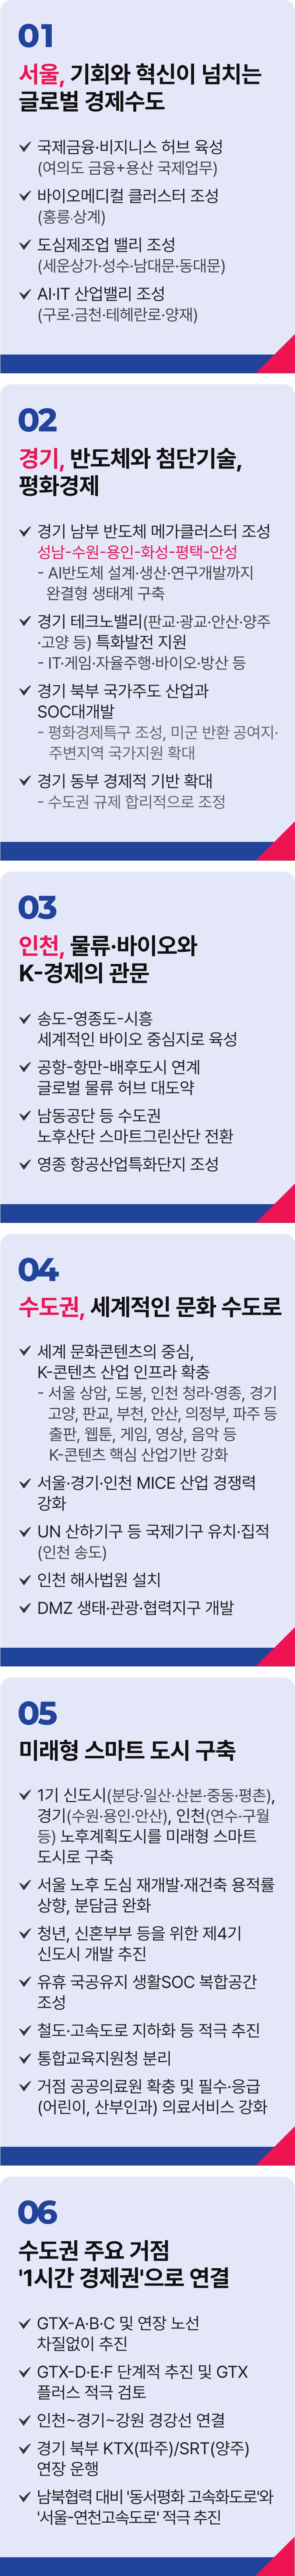 01
서울, 기회와 혁신이 넘치는
글로벌 경제수도
국제금융·비지니스 허브 육성
(여의도 금융+용산 국제업무)
바이오메디컬 클러스터 조성
(홍릉·상계)
도심제조업 밸리 조성
(세운상가·성수·남대문·동대문)
AI·IT 산업밸리 조성
(구로·금천·테헤란로·양재)
02
경기, 반도체와 첨단기술,
평화경제
경기 남부 반도체 메가클러스터 조성
성남-수원-용인-화성-평택-안성
- AI반도체 설계·생산·연구개발까지
완결형 생태계 구축
경기 테크노밸리(판교·광교·안산·양주
·고양 등) 특화발전 지원
- IT·게임·자율주행·바이오·방산 등
경기 북부 국가주도 산업과
SOC대개발
- 평화경제특구 조성, 미군 반환 공여지·
주변지역 국가지원 확대
경기 동부 경제적 기반 확대
- 수도권 규제 합리적으로 조정
03
인천, 물류·바이오와
K-경제의 관문
송도-영종도-시흥
세계적인 바이오 중심지로 육성
공항-항만-배후도시 연계
글로벌 물류 허브 대도약
남동공단 등 수도권
노후산단 스마트그린산단 전환
영종 항공산업특화단지 조성
04
수도권, 세계적인 문화 수도로
세계 문화콘텐츠의 중심,
K-콘텐츠 산업 인프라 확충
- 서울 상암, 도봉, 인천 청라·영종, 경기
고양, 판교, 부천, 안산, 의정부, 파주 등
출판, 웹툰, 게임, 영상, 음악 등
K-콘텐츠 핵심 산업기반 강화
서울·경기·인천 MICE 산업 경쟁력
강화
UN 산하기구 등 국제기구 유치·집적
(인천 송도)
인천 해사법원 설치
DMZ 생태·관광·협력지구 개발
05
미래형 스마트 도시 구축
1기 신도시(분당·일산·산본·중동·평촌),
경기(수원·용인·안산), 인천(연수·구월
등) 노후계획도시를 미래형 스마트
도시로 구축
서울 노후 도심 재개발·재건축 용적률
상향, 분담금 완화
청년, 신혼부부 등을 위한 제4기
신도시 개발 추진
유휴 국공유지 생활SOC 복합공간
조성
철도·고속도로 지하화 등 적극 추진
통합교육지원청 분리
거점 공공의료원 확충 및 필수·응급
(어린이, 산부인과) 의료서비스 강화
06
수도권 주요 거점
'1시간 경제권'으로 연결
GTX-A·B·C 및 연장 노선
차질없이 추진
GTX-D·E·F 단계적 추진 및 GTX
플러스 적극 검토
인천~경기~강원 경강선 연결
경기 북부 KTX(파주)/SRT(양주)
연장 운행
남북협력 대비 '동서평화 고속화도로'와
'서울-연천고속도로' 적극 추진